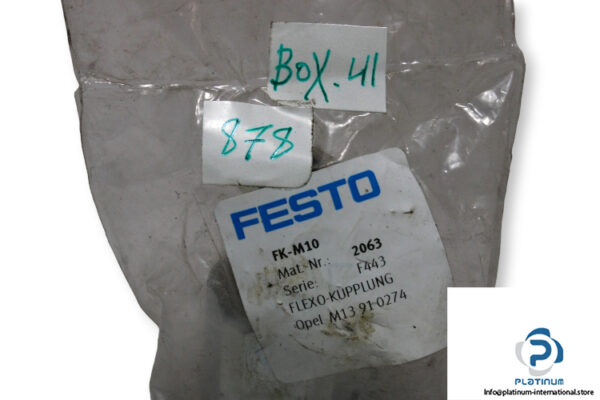 BOX.41
878
FESTO
FK-M10
Mat. Nr.: 2063
Serie: F443
FLEXO-KUPPLUNG
Opel M13 91-0274
PLATINUM
Info@platinum-international.store